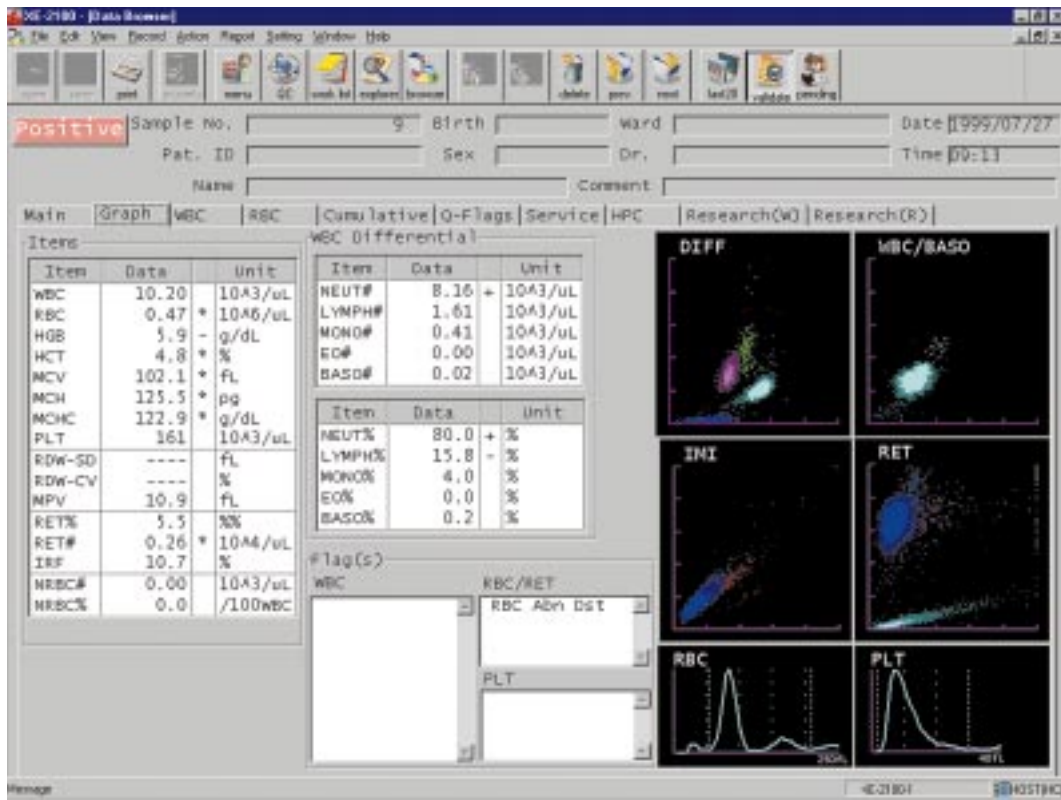 XE-2100 - [Data Browser]
File Edit View Record Action Report Setting Window Help
print menu QC work list explorer browser delete prev. next last20 validate pending
Positive Sample No. 9 Birth Ward Date 1999/07/27
Pat. ID Sex Dr. Time 09:13
Name Comment
Main Graph WBC RBC Cumulative Q-Flags Service HPC Research(W) Research(R)
Items
Item Data Unit
WBC 10.20 10^3/uL
RBC 0.47 * 10^6/uL
HGB 5.9 - g/dL
HCT 4.8 * %
MCV 102.1 * fL
MCH 125.5 * pg
MCHC 122.9 * g/dL
PLT 161 10^3/uL
RDW-SD ---- fL
RDW-CV ---- %
MPV 10.9 fL
RET% 5.5 %%
RET# 0.26 * 10^4/uL
IRF 10.7 %
NRBC# 0.00 10^3/uL
NRBC% 0.0 /100WBC
WBC Differential
Item Data Unit
NEUT# 8.16 + 10^3/uL
LYMPH# 1.61 10^3/uL
MONO# 0.41 10^3/uL
EO# 0.00 10^3/uL
BASO# 0.02 10^3/uL
Item Data Unit
NEUT% 80.0 + %
LYMPH% 15.8 - %
MONO% 4.0 %
EO% 0.0 %
BASO% 0.2 %
Flag(s)
WBC
RBC/RET
RBC Abn Dst
PLT
DIFF
WBC/BASO
IMI
RET
RBC
250fL
PLT
40fL
Message